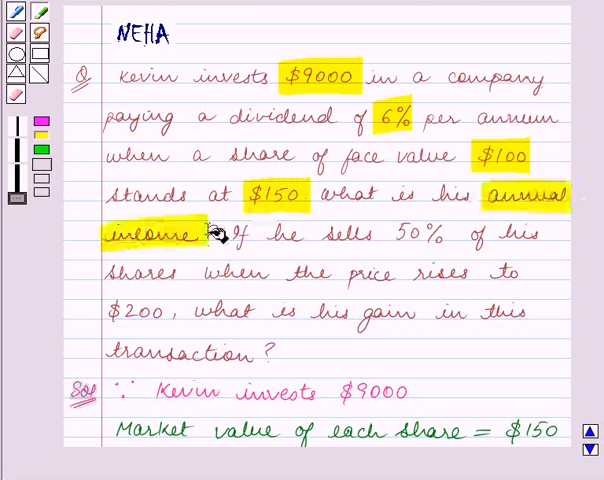 NEHA
Q Kevin invests $9000 in a company
paying a dividend of 6% per annum
when a share of face value $100
stands at $150. What is his annual
income. If he sells 50% of his
shares when the price rises to
$200, what is his gain in this
transaction?
Sol ∵ Kevin invests $9000
Market value of each share = $150